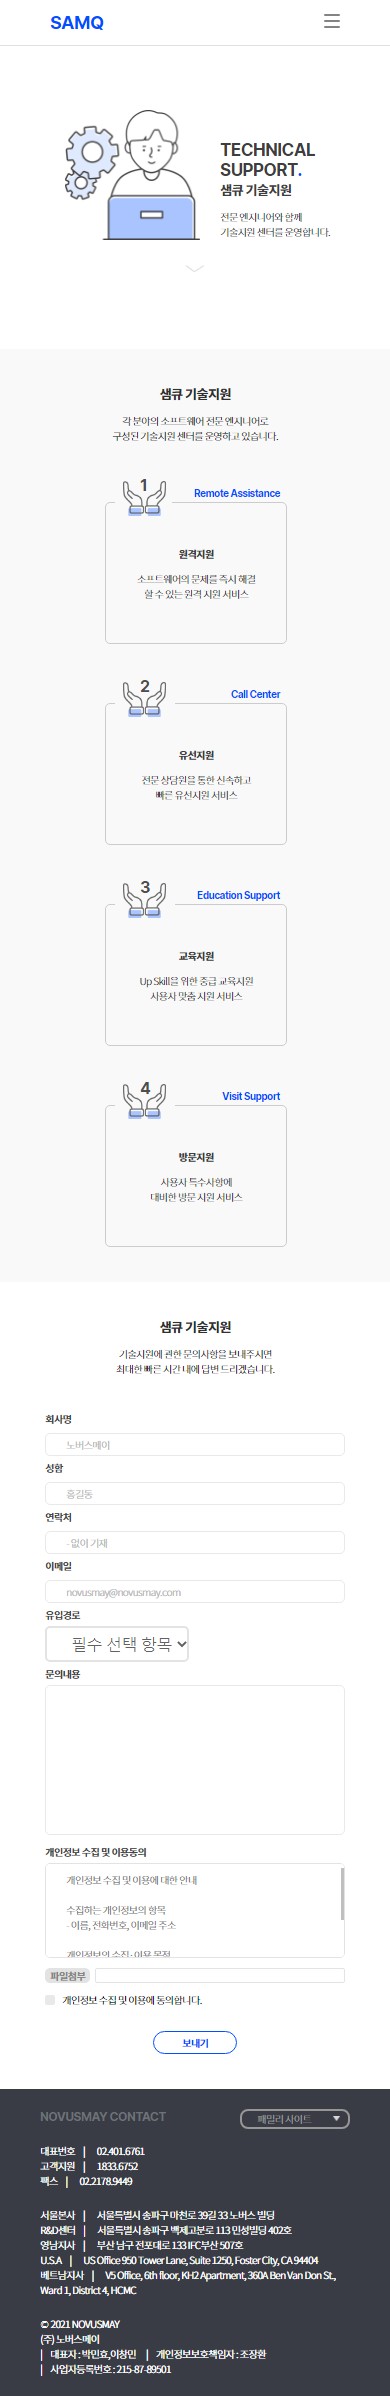 SAMQ
TECHNICAL
SUPPORT.
샘큐 기술지원
전문 엔지니어와 함께
기술지원 센터를 운영합니다.
샘큐 기술지원
각 분야의 소프트웨어 전문 엔지니어로
구성된 기술지원 센터를 운영하고 있습니다.
1
Remote Assistance
원격지원
소프트웨어의 문제를 즉시 해결
할 수 있는 원격 지원 서비스
2
Call Center
유선지원
전문 상담원을 통한 신속하고
빠른 유선지원 서비스
3
Education Support
교육지원
Up Skill을 위한 중급 교육지원
사용자 맞춤 지원 서비스
4
Visit Support
방문지원
사용자 특수사항에
대비한 방문 지원 서비스
샘큐 기술지원
기술지원에 관한 문의사항을 보내주시면
최대한 빠른 시간 내에 답변 드리겠습니다.
회사명
노버스메이
성함
홍길동
연락처
- 없이 기재
이메일
novusmay@novusmay.com
유입경로
필수 선택 항목
문의내용
개인정보 수집 및 이용동의
개인정보 수집 및 이용에 대한 안내
수집하는 개인정보의 항목
- 이름, 전화번호, 이메일 주소
개인정보의 수집·이용 목적
파일첨부
개인정보 수집 및 이용에 동의합니다.
보내기
NOVUSMAY CONTACT
패밀리 사이트
대표번호 | 02.401.6761
고객지원 | 1833.6752
팩스 | 02.2178.9449
서울본사 | 서울특별시 송파구 마천로 39길 33 노버스 빌딩
R&D센터 | 서울특별시 송파구 백제고분로 113 민성빌딩 402호
영남지사 | 부산 남구 전포대로 133 IFC부산 507호
U.S.A | US Office 950 Tower Lane, Suite 1250, Foster City, CA 94404
베트남지사 | V5 Office, 6th floor, KH2 Apartment, 360A Ben Van Don St.,
Ward 1, District 4, HCMC
© 2021 NOVUSMAY
(주) 노버스메이
| 대표자 : 박민효,이창민 | 개인정보보호책임자 : 조장환
| 사업자등록번호 : 215-87-89501